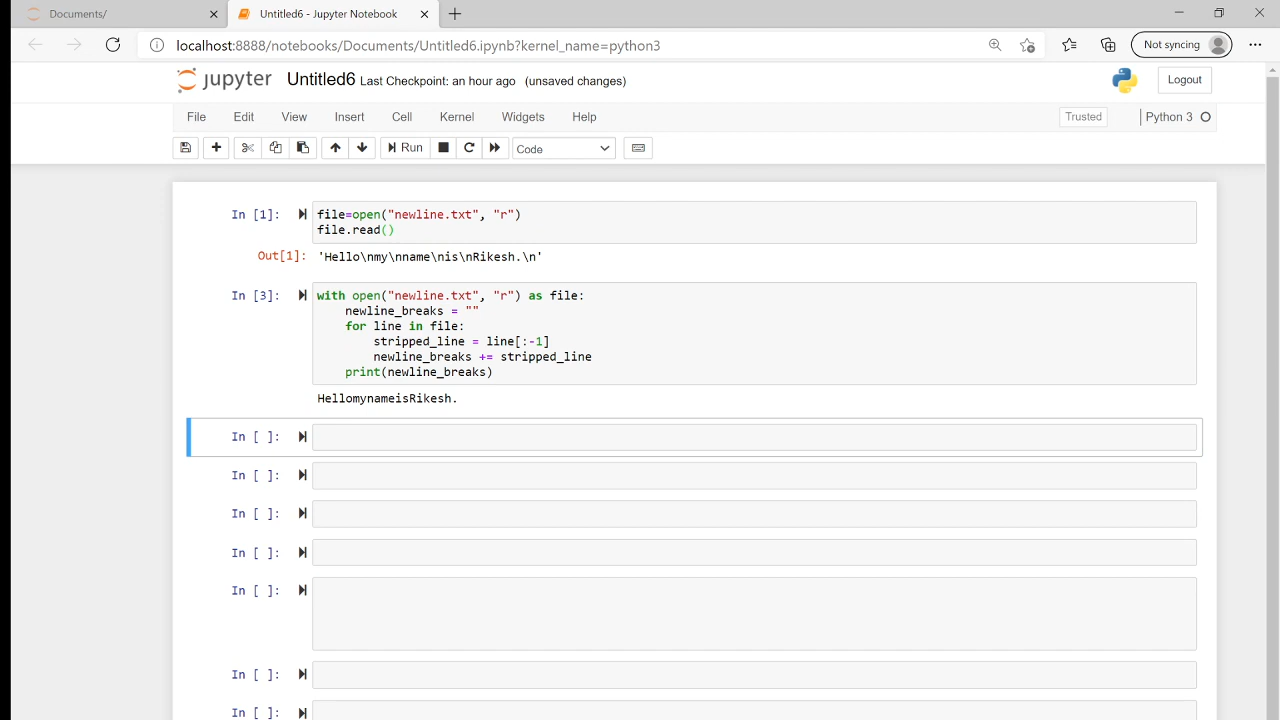 Documents/
Untitled6 - Jupyter Notebook
localhost:8888/notebooks/Documents/Untitled6.ipynb?kernel_name=python3
Not syncing
jupyter Untitled6 Last Checkpoint: an hour ago (unsaved changes)
Logout
File Edit View Insert Cell Kernel Widgets Help
Trusted
Python 3
Run
Code
In [1]:
file=open("newline.txt", "r")
file.read()
Out[1]: 'Hello\nmy\nname\nis\nRikesh.\n'
In [3]:
with open("newline.txt", "r") as file:
    newline_breaks = ""
    for line in file:
        stripped_line = line[:-1]
        newline_breaks += stripped_line
    print(newline_breaks)
HellomynameisRikesh.
In [ ]:
In [ ]:
In [ ]:
In [ ]:
In [ ]:
In [ ]:
In [ ]: